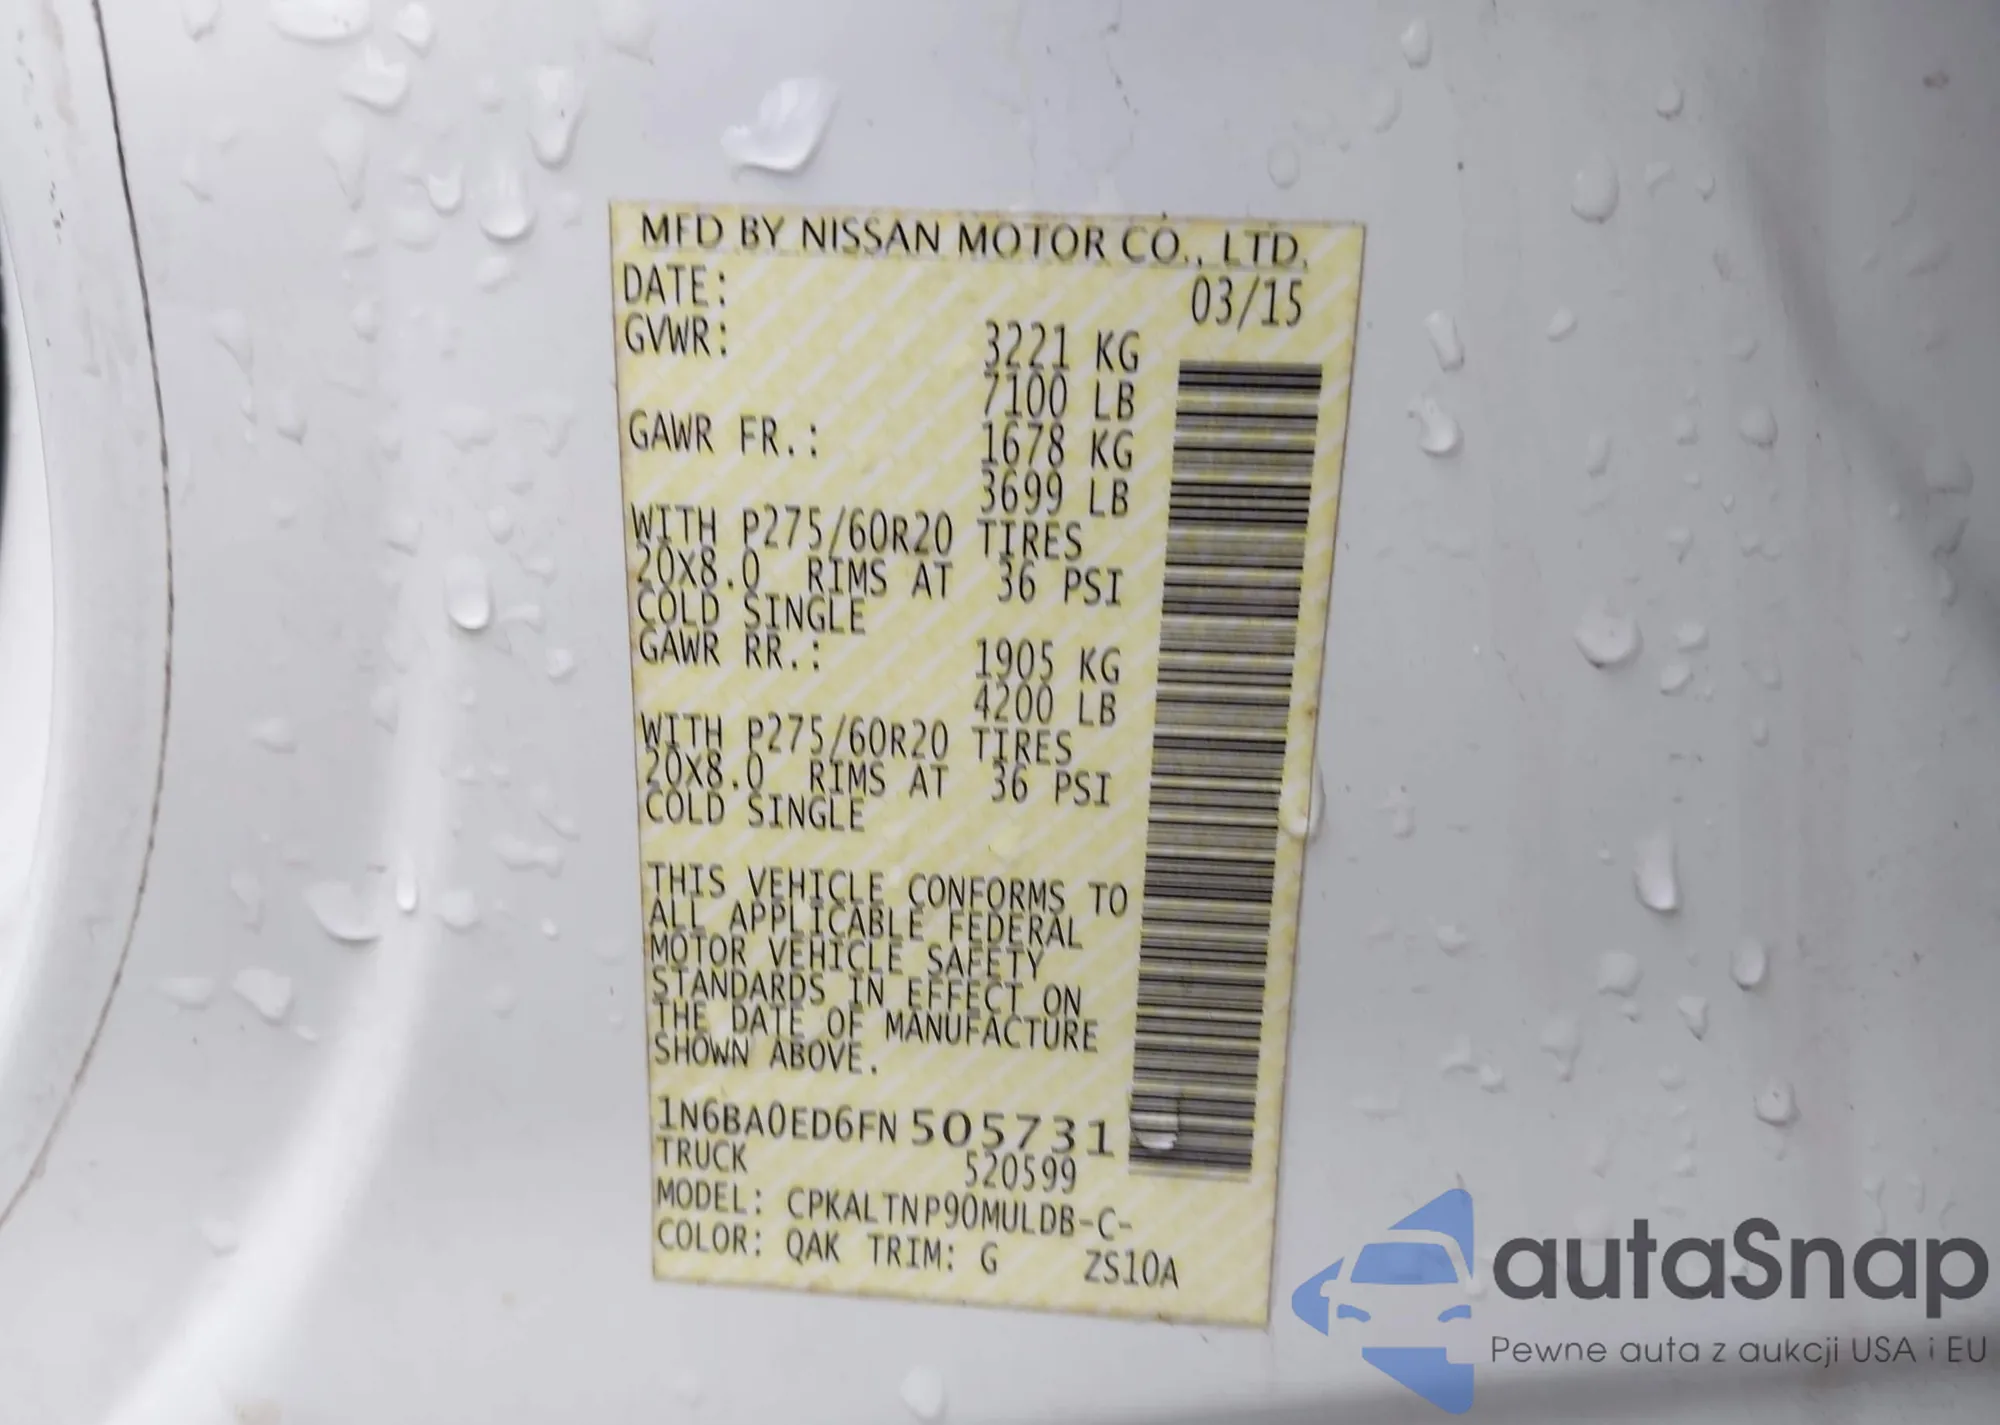 MFD BY NISSAN MOTOR CO., LTD.
DATE: 03/15
GVWR: 3221 KG
7100 LB
GAWR FR.: 1678 KG
3699 LB
WITH P275/60R20 TIRES
20X8.0 RIMS AT 36 PSI
COLD SINGLE
GAWR RR.: 1905 KG
4200 LB
WITH P275/60R20 TIRES
20X8.0 RIMS AT 36 PSI
COLD SINGLE
THIS VEHICLE CONFORMS TO
ALL APPLICABLE FEDERAL
MOTOR VEHICLE SAFETY
STANDARDS IN EFFECT ON
THE DATE OF MANUFACTURE
SHOWN ABOVE.
1N6BA0ED6FN 505731
TRUCK 520599
MODEL: CPKALTNP90MULDB-C-
COLOR: QAK TRIM: G ZS10A
autaSnap
Pewne auta z aukcji USA i EU